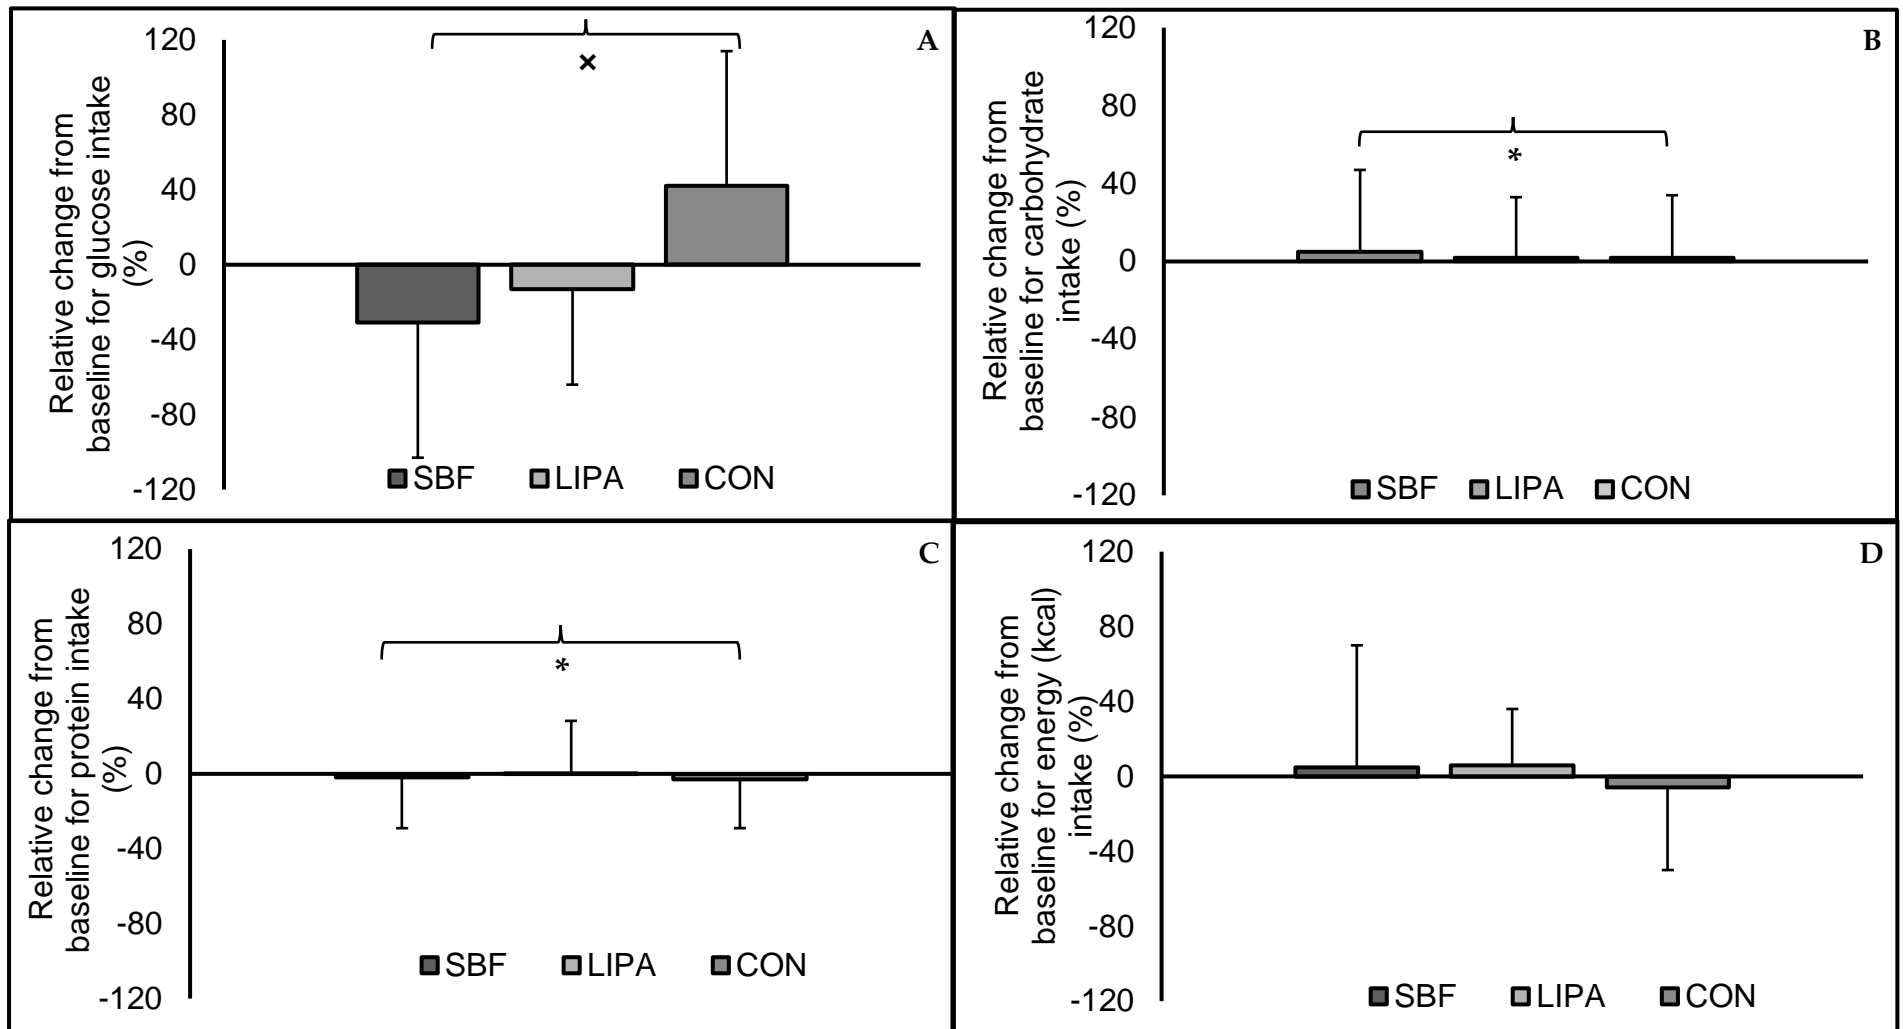 A
Relative change from
baseline for glucose intake
(%)
120
80
40
0
-40
-80
-120
×
SBF LIPA CON
B
Relative change from
baseline for carbohydrate
intake (%)
120
80
40
0
-40
-80
-120
*
SBF LIPA CON
C
Relative change from
baseline for protein intake
(%)
120
80
40
0
-40
-80
-120
*
SBF LIPA CON
D
Relative change from
baseline for energy (kcal)
intake (%)
120
80
40
0
-40
-80
-120
SBF LIPA CON